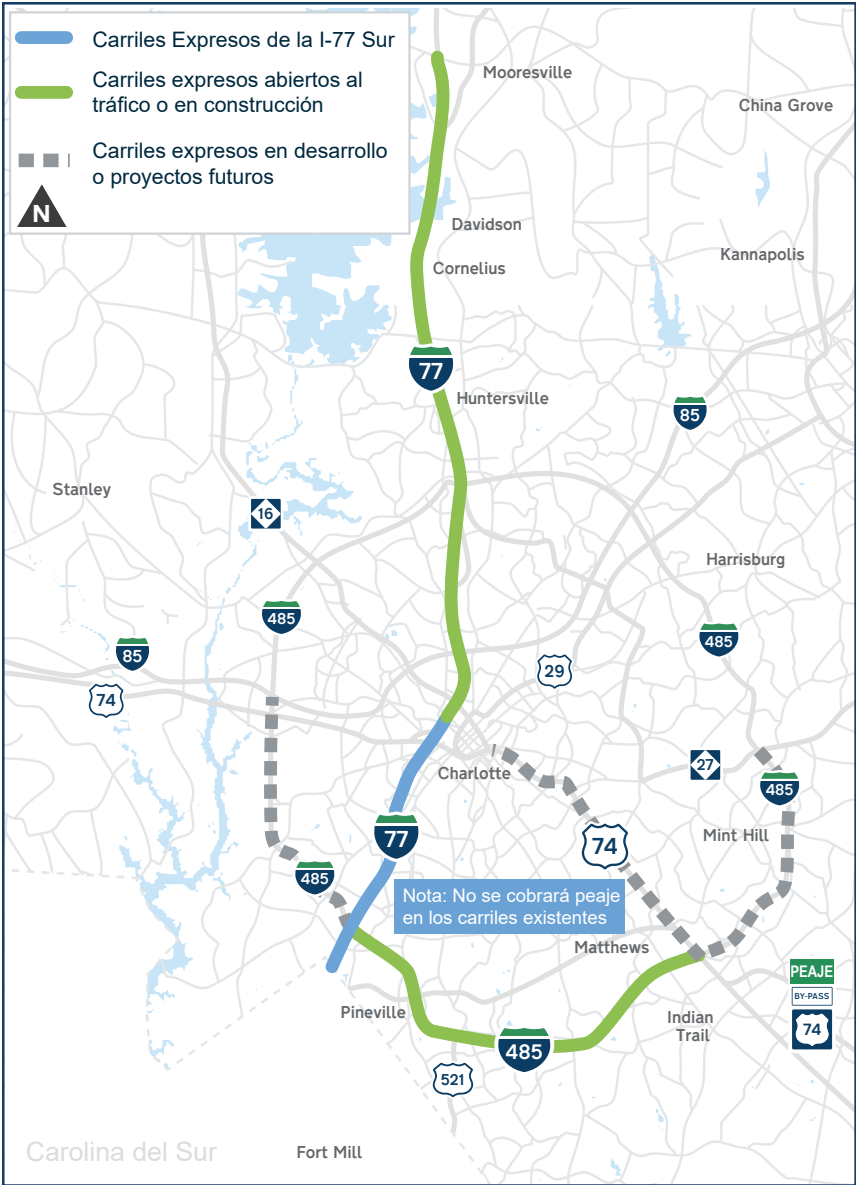 Carriles Expresos de la I-77 Sur
Carriles expresos abiertos al
tráfico o en construcción
Carriles expresos en desarrollo
o proyectos futuros
N
Mooresville
China Grove
Davidson
Kannapolis
Cornelius
77
Huntersville
85
Stanley
16
Harrisburg
485
485
85
29
74
27
Charlotte
485
77
74
Mint Hill
485
Nota: No se cobrará peaje
en los carriles existentes
Matthews
PEAJE
BY-PASS
74
Pineville
Indian
Trail
485
521
Carolina del Sur
Fort Mill